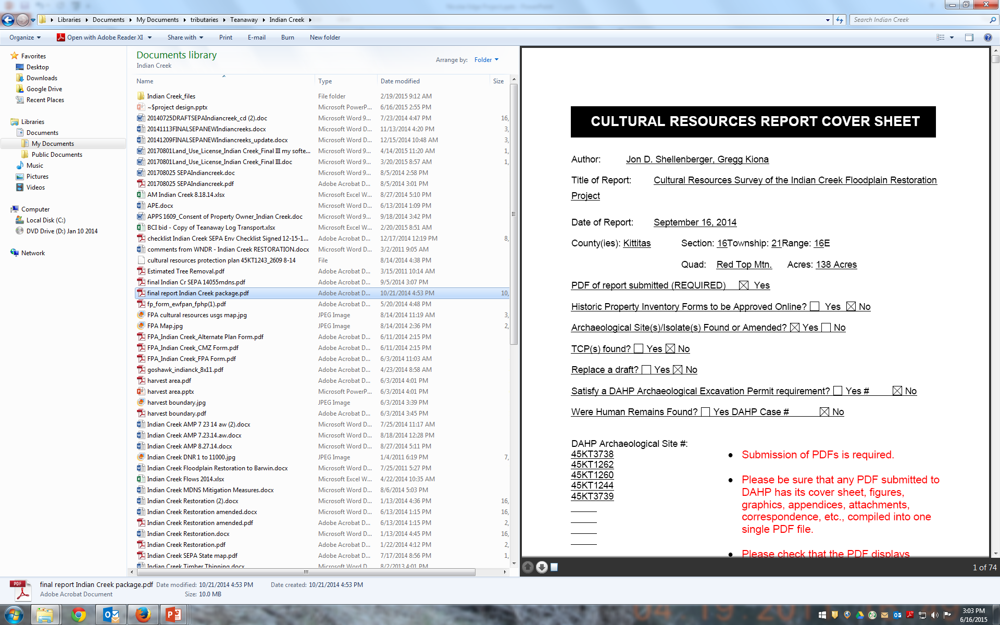 Libraries ▸ Documents ▸ My Documents ▸ tributaries ▸ Teanaway ▸ Indian Creek ▸
Search Indian Creek
Organize
Open with Adobe Reader XI
Share with
Print
E-mail
Burn
New folder
Favorites
Desktop
Downloads
Google Drive
Recent Places
Libraries
Documents
My Documents
Public Documents
Music
Pictures
Videos
Computer
Local Disk (C:)
DVD Drive (D:) Jan 10 2014
Network
Documents library
Indian Creek
Arrange by: Folder
Name Type Date modified Size
Indian Creek_files File folder 2/19/2015 9:12 AM
~$project design.pptx Microsoft PowerP... 6/16/2015 2:55 PM
20140725DRAFTSEPAIndiancreek_cd (2).doc Microsoft Word 9... 7/23/2014 4:47 PM 16,
20141113FINALSEPANEWIndiancreeks.docx Microsoft Word D... 11/13/2014 4:20 PM 3,
20141209FINALSEPANEWIndiancreeks_update.docx Microsoft Word D... 12/15/2014 10:48 AM 3,
20170801Land_Use_License_Indian Creek_Final III my softe... Microsoft Word 9... 4/14/2015 11:20 AM 1,
20170801Land_Use_License_Indian Creek_Final III.doc Microsoft Word 9... 3/20/2015 8:57 AM 1,
201708025 SEPAIndiancreek.doc Microsoft Word 9... 8/5/2014 2:58 PM
201708025 SEPAIndiancreek.pdf Adobe Acrobat D... 8/5/2014 3:01 PM
AM Indian Creek 8.18.14.xlsx Microsoft Excel W... 8/27/2014 5:10 PM
APE.docx Microsoft Word D... 6/13/2014 1:09 PM
APPS 1609_Consent of Property Owner_Indian Creek.doc Microsoft Word 9... 9/18/2014 3:42 PM
BCI bid - Copy of Teanaway Log Transport.xlsx Microsoft Excel W... 2/20/2015 8:51 AM
checklist Indian Creek SEPA Env Checklist Signed 12-15-1... Adobe Acrobat D... 12/17/2014 12:19 PM 8,
comments from WNDR - Indian Creek RESTORATION.docx Microsoft Word D... 3/2/2011 9:05 AM
cultural resources protection plan 45KT1243_2609 8-14 File 8/14/2014 4:38 PM
Estimated Tree Removal.pdf Adobe Acrobat D... 3/15/2011 10:14 AM
final Indian Cr SEPA 14055mdns.pdf Adobe Acrobat D... 9/5/2014 3:07 PM
final report Indian Creek package.pdf Adobe Acrobat D... 10/21/2014 4:53 PM 10,
fp_form_ewfpan_fphp(1).pdf Adobe Acrobat D... 5/20/2014 4:48 PM
FPA cultural resources usgs map.jpg JPEG Image 8/14/2014 11:19 AM 3,
FPA Map.jpg JPEG Image 8/14/2014 2:36 PM 2,
FPA_Indian Creek_Alternate Plan Form.pdf Adobe Acrobat D... 6/11/2014 2:15 PM
FPA_Indian Creek_CMZ Form.pdf Adobe Acrobat D... 6/11/2014 2:15 PM
FPA_Indian Creek_FPA Form.pdf Adobe Acrobat D... 6/3/2014 11:03 AM
goshawk_indianck_8x11.pdf Adobe Acrobat D... 4/23/2014 8:58 AM
harvest area.pdf Adobe Acrobat D... 6/3/2014 4:01 PM
harvest area.pptx Microsoft PowerP... 6/3/2014 4:01 PM
harvest boundary.jpg JPEG Image 6/3/2014 3:39 PM
harvest boundary.pdf Adobe Acrobat D... 6/3/2014 3:45 PM
Indian Creek AMP 7 23 14 aw (2).docx Microsoft Word D... 7/25/2014 11:17 AM
Indian Creek AMP 7.23.14.aw.docx Microsoft Word D... 8/18/2014 12:28 PM
Indian Creek AMP 8.27.14.docx Microsoft Word D... 8/27/2014 5:11 PM
Indian Creek DNR 1 to 11000.jpg JPEG Image 1/4/2011 6:19 PM 7,
Indian Creek Floodplain Restoration to Barwin.docx Microsoft Word D... 7/25/2011 5:27 PM
Indian Creek Flows 2014.xlsx Microsoft Excel W... 4/22/2014 10:35 AM
Indian Creek MDNS Mitigation Measures.docx Microsoft Word D... 8/6/2014 5:03 PM
Indian Creek Restoration (2).docx Microsoft Word D... 1/13/2014 4:36 PM 16,
Indian Creek Restoration amended.docx Microsoft Word D... 6/13/2014 1:15 PM 16,
Indian Creek Restoration amended.pdf Adobe Acrobat D... 6/13/2014 1:15 PM 2,
Indian Creek Restoration.docx Microsoft Word D... 1/13/2014 4:45 PM 16,
Indian Creek Restoration.pdf Adobe Acrobat D... 1/22/2014 4:12 PM 2,
Indian Creek SEPA State map.pdf Adobe Acrobat D... 7/17/2014 8:56 PM 1,
Indian Creek Timber Thinning.docx Microsoft Word D... 8/2/2013 4:01 PM
CULTURAL RESOURCES REPORT COVER SHEET
Author: Jon D. Shellenberger, Gregg Kiona
Title of Report: Cultural Resources Survey of the Indian Creek Floodplain Restoration
Project
Date of Report: September 16, 2014
County(ies): Kittitas Section: 16Township: 21Range: 16E
Quad: Red Top Mtn. Acres: 138 Acres
PDF of report submitted (REQUIRED) ☒ Yes
Historic Property Inventory Forms to be Approved Online? ☐ Yes ☒ No
Archaeological Site(s)/Isolate(s) Found or Amended? ☒ Yes ☐ No
TCP(s) found? ☐ Yes ☒ No
Replace a draft? ☐ Yes ☒ No
Satisfy a DAHP Archaeological Excavation Permit requirement? ☐ Yes # ☒ No
Were Human Remains Found? ☐ Yes DAHP Case # ☒ No
DAHP Archaeological Site #:
45KT3738
45KT1262
45KT1260
45KT1244
45KT3739
• Submission of PDFs is required.
• Please be sure that any PDF submitted to
DAHP has its cover sheet, figures,
graphics, appendices, attachments,
correspondence, etc., compiled into one
single PDF file.
• Please check that the PDF displays
1 of 74
final report Indian Creek package.pdf Date modified: 10/21/2014 4:53 PM Date created: 10/21/2014 4:53 PM
Adobe Acrobat Document Size: 10.0 MB
3:03 PM
6/16/2015